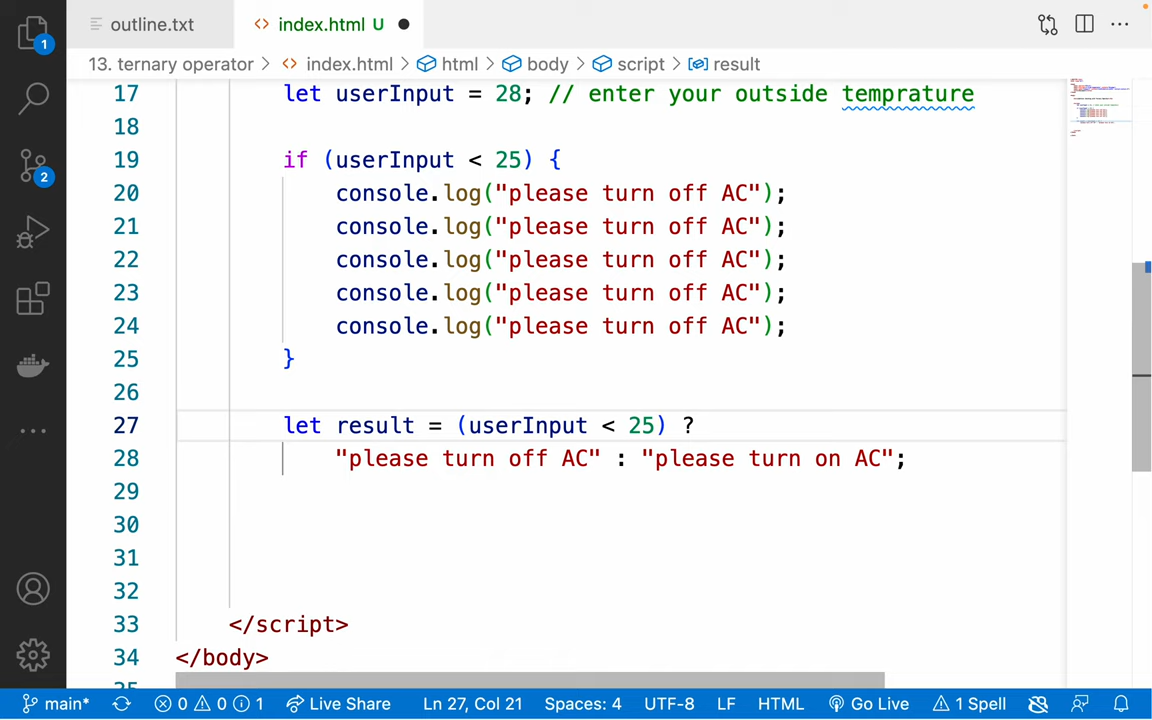 outline.txt
<> index.html U ●
13. ternary operator > <> index.html > html > body > script > result
1
2
17 let userInput = 28; // enter your outside temprature
18
19 if (userInput < 25) {
20 console.log("please turn off AC");
21 console.log("please turn off AC");
22 console.log("please turn off AC");
23 console.log("please turn off AC");
24 console.log("please turn off AC");
25 }
26
27 let result = (userInput < 25) ?
28 "please turn off AC" : "please turn on AC";
29
30
31
32
33 </script>
34 </body>
main* 0 0 1 Live Share Ln 27, Col 21 Spaces: 4 UTF-8 LF HTML Go Live 1 Spell